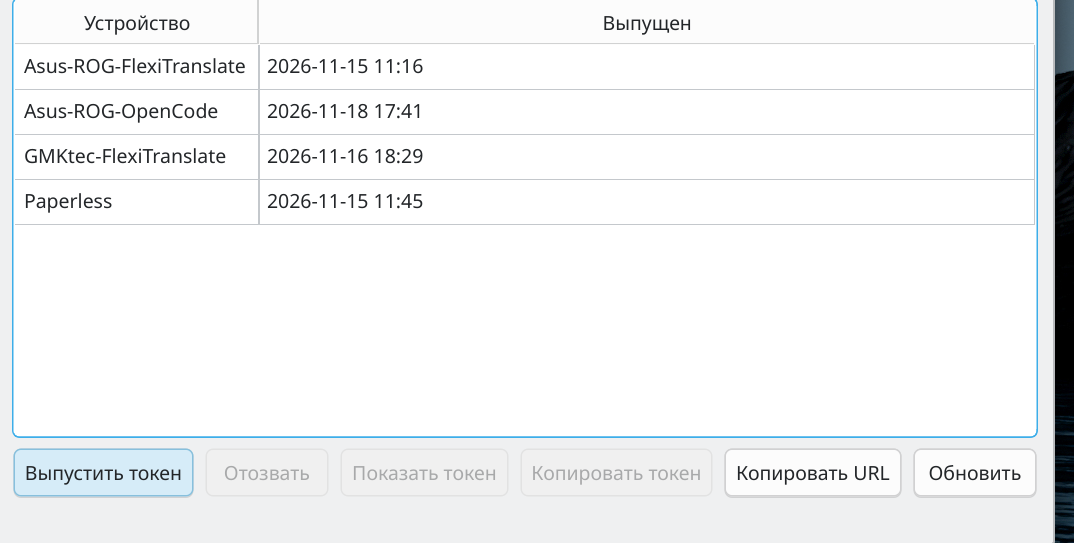 Устройство Выпущен
Asus-ROG-FlexiTranslate 2026-11-15 11:16
Asus-ROG-OpenCode 2026-11-18 17:41
GMKtec-FlexiTranslate 2026-11-16 18:29
Paperless 2026-11-15 11:45
Выпустить токен Отозвать Показать токен Копировать токен Копировать URL Обновить